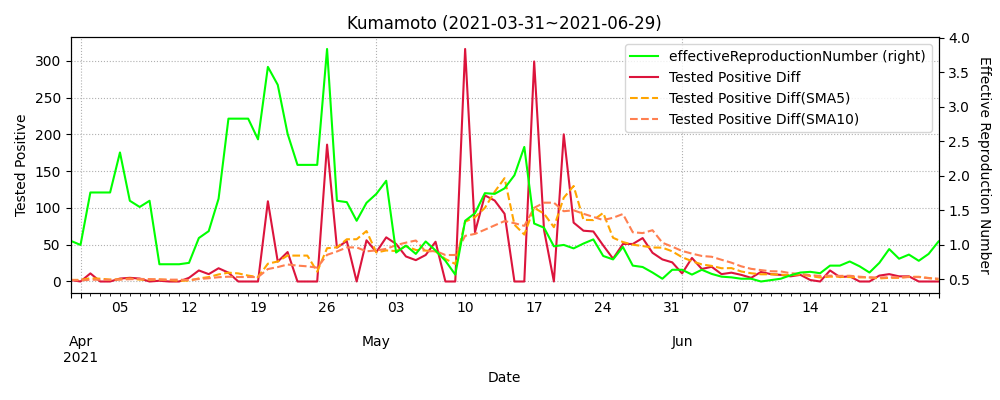 Kumamoto (2021-03-31~2021-06-29)
effectiveReproductionNumber (right)
Tested Positive Diff
Tested Positive Diff(SMA5)
Tested Positive Diff(SMA10)
Tested Positive
300
250
200
150
100
50
0
4.0
3.5
3.0
2.5
2.0
1.5
1.0
0.5
Effective Reproduction Number
05 12 19 26 03 10 17 24 31 07 14 21
Apr May Jun
2021
Date